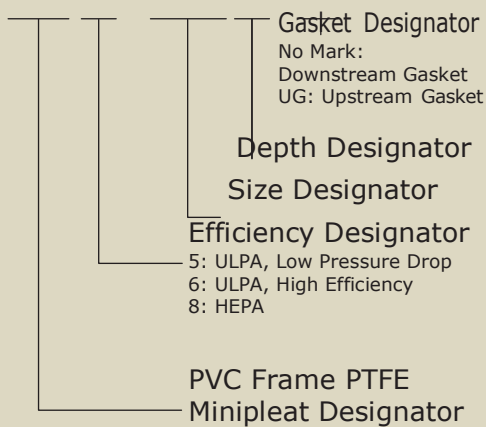 Gasket Designator
No Mark:
Downstream Gasket
UG: Upstream Gasket
Depth Designator
Size Designator
Efficiency Designator
5: ULPA, Low Pressure Drop
6: ULPA, High Efficiency
8: HEPA
PVC Frame PTFE
Minipleat Designator